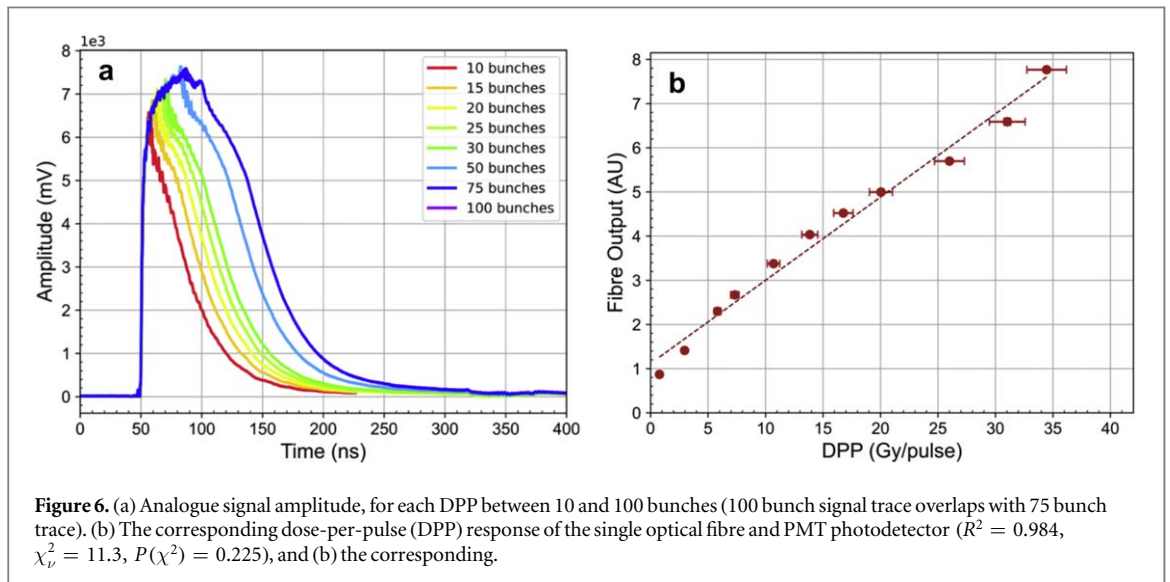 1e3
a
8
7
6
5
4
3
2
1
0
Amplitude (mV)
0 50 100 150 200 250 300 350 400
Time (ns)
10 bunches
15 bunches
20 bunches
25 bunches
30 bunches
50 bunches
75 bunches
100 bunches
b
8
7
6
5
4
3
2
1
0
Fibre Output (AU)
0 5 10 15 20 25 30 35 40
DPP (Gy/pulse)
Figure 6. (a) Analogue signal amplitude, for each DPP between 10 and 100 bunches (100 bunch signal trace overlaps with 75 bunch
trace). (b) The corresponding dose-per-pulse (DPP) response of the single optical fibre and PMT photodetector (R² = 0.984,
χ²ᵥ = 11.3, P(χ²) = 0.225), and (b) the corresponding.